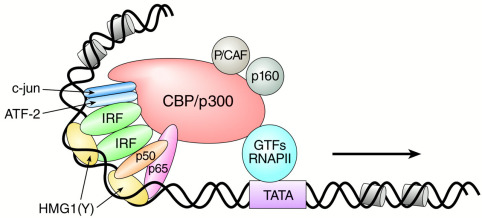 P/CAF
p160
c-jun
ATF-2
CBP/p300
IRF
IRF
p50
p65
GTFs
RNAPII
HMG1(Y)
TATA